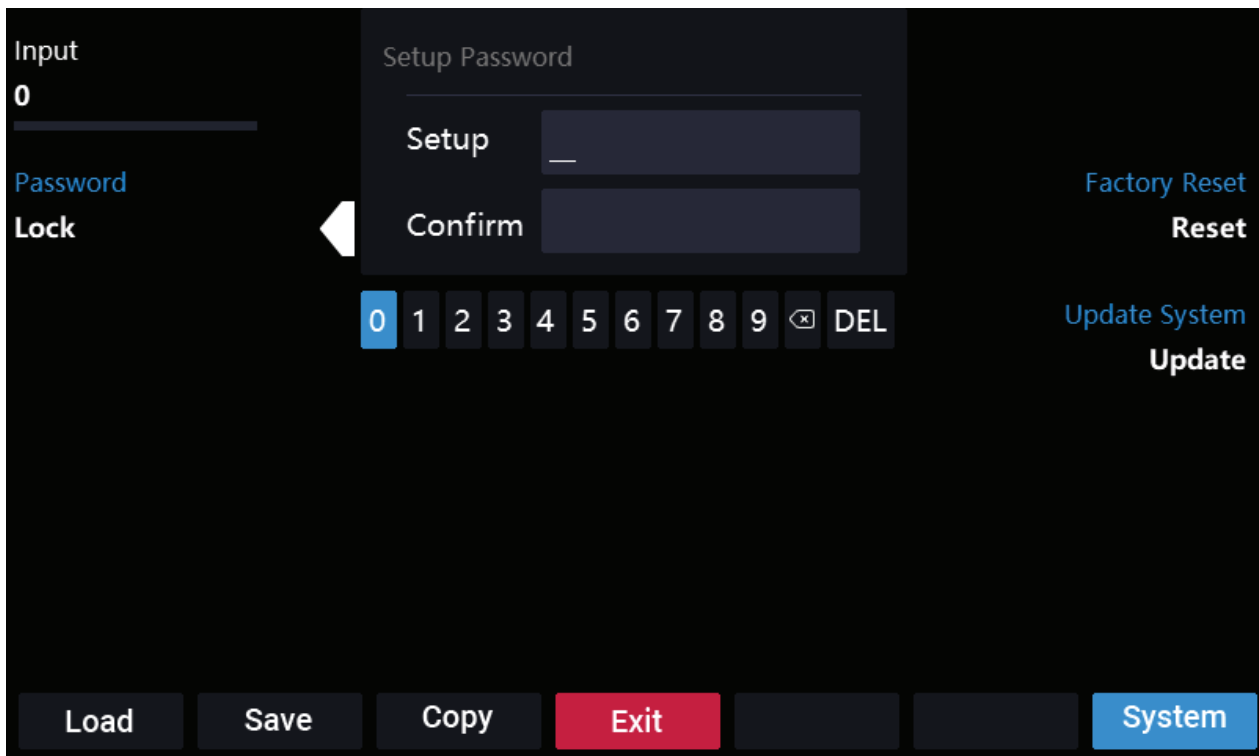 Input
0
Password
Lock
Setup Password
Setup
Confirm
0 1 2 3 4 5 6 7 8 9 ⌫ DEL
Factory Reset
Reset
Update System
Update
Load Save Copy Exit System